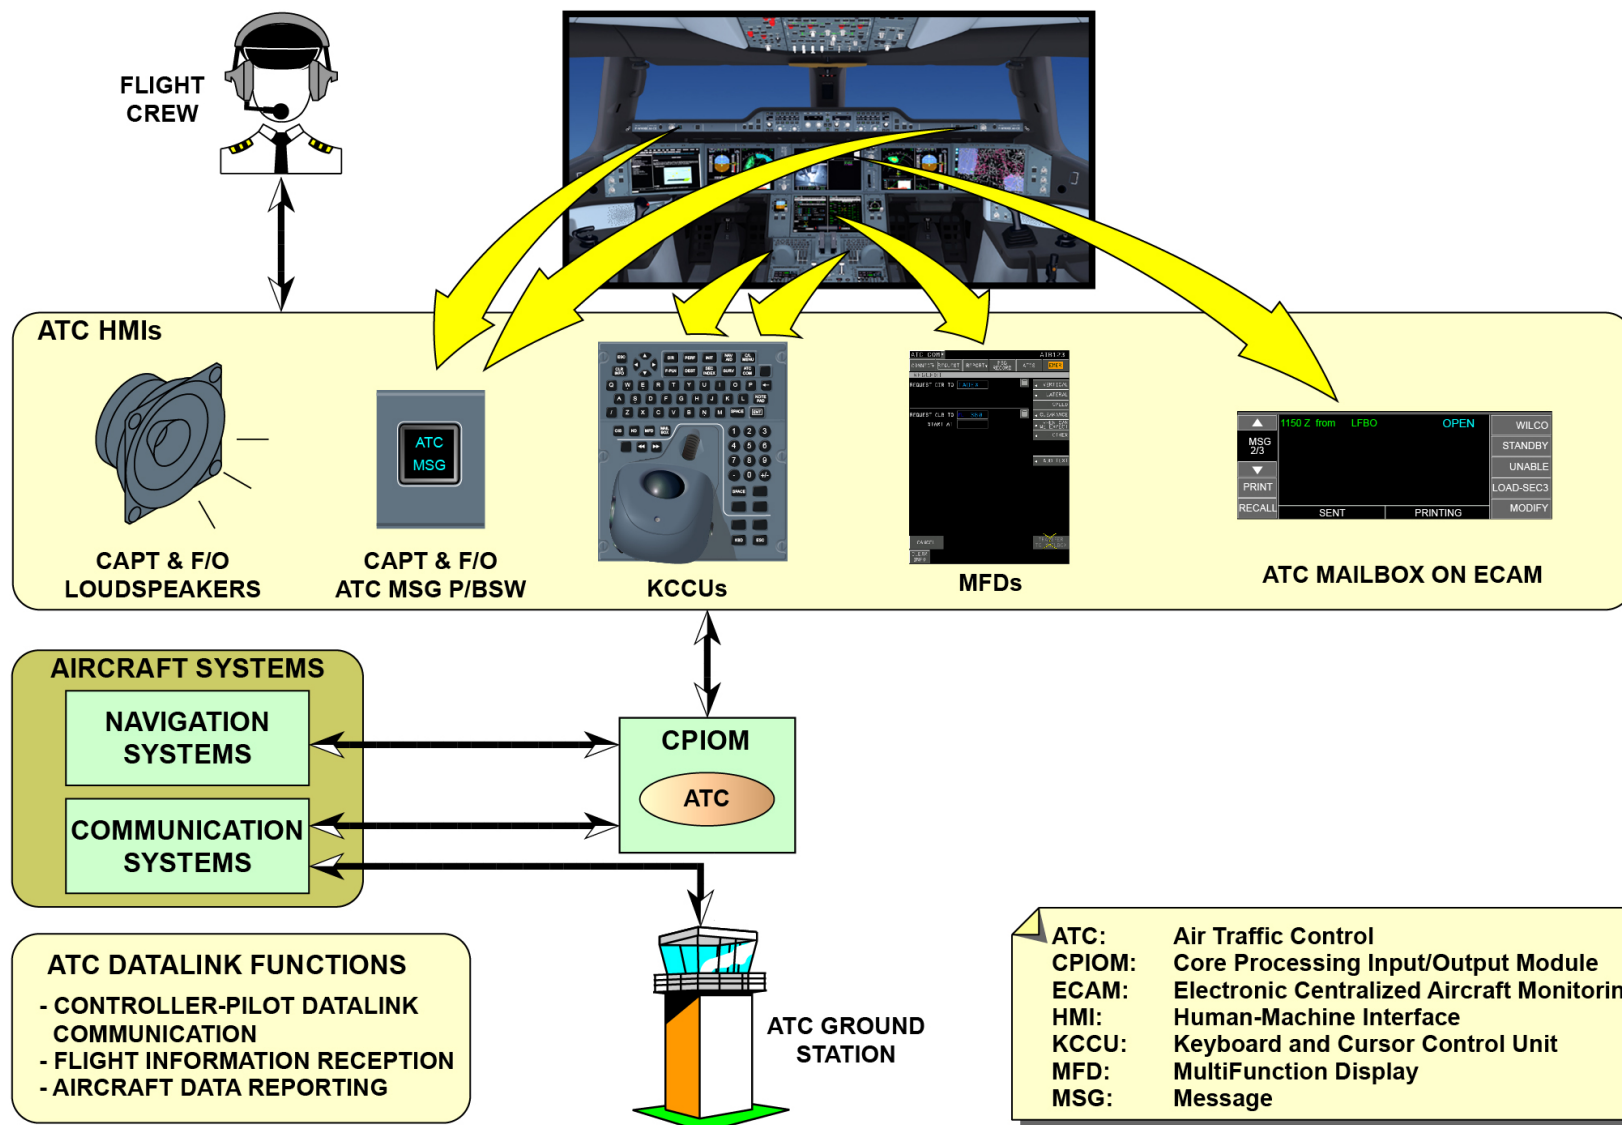 FLIGHT
CREW
ATC HMIs
ATC
MSG
CAPT & F/O
LOUDSPEAKERS
CAPT & F/O
ATC MSG P/BSW
KCCUs
MFDs
1150 Z from LFBO OPEN
MSG
2/3
PRINT
RECALL
WILCO
STANDBY
UNABLE
LOAD-SEC3
MODIFY
SENT PRINTING
ATC MAILBOX ON ECAM
AIRCRAFT SYSTEMS
NAVIGATION
SYSTEMS
COMMUNICATION
SYSTEMS
CPIOM
ATC
ATC GROUND
STATION
ATC DATALINK FUNCTIONS
- CONTROLLER-PILOT DATALINK
COMMUNICATION
- FLIGHT INFORMATION RECEPTION
- AIRCRAFT DATA REPORTING
ATC: Air Traffic Control
CPIOM: Core Processing Input/Output Module
ECAM: Electronic Centralized Aircraft Monitorin
HMI: Human-Machine Interface
KCCU: Keyboard and Cursor Control Unit
MFD: MultiFunction Display
MSG: Message